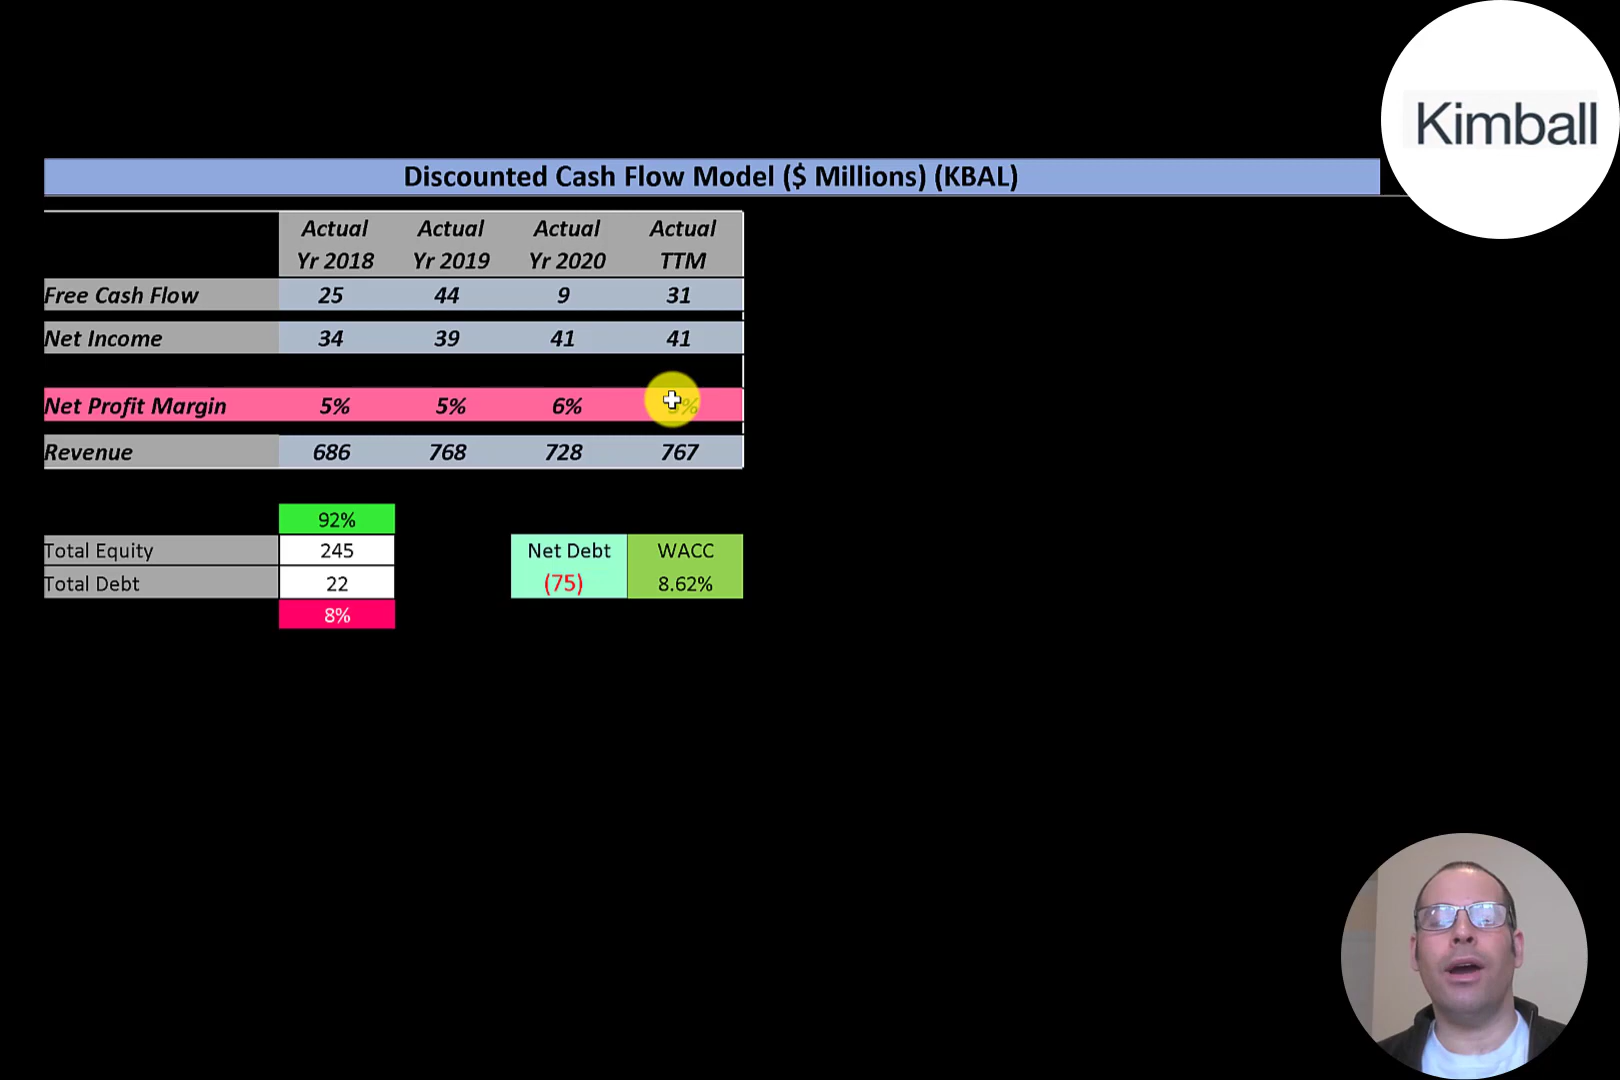 Kimball
Discounted Cash Flow Model ($ Millions) (KBAL)
Actual Actual Actual Actual
Yr 2018 Yr 2019 Yr 2020 TTM
Free Cash Flow 25 44 9 31
Net Income 34 39 41 41
Net Profit Margin 5% 5% 6%
Revenue 686 768 728 767
92%
Total Equity 245 Net Debt WACC
Total Debt 22 (75) 8.62%
8%